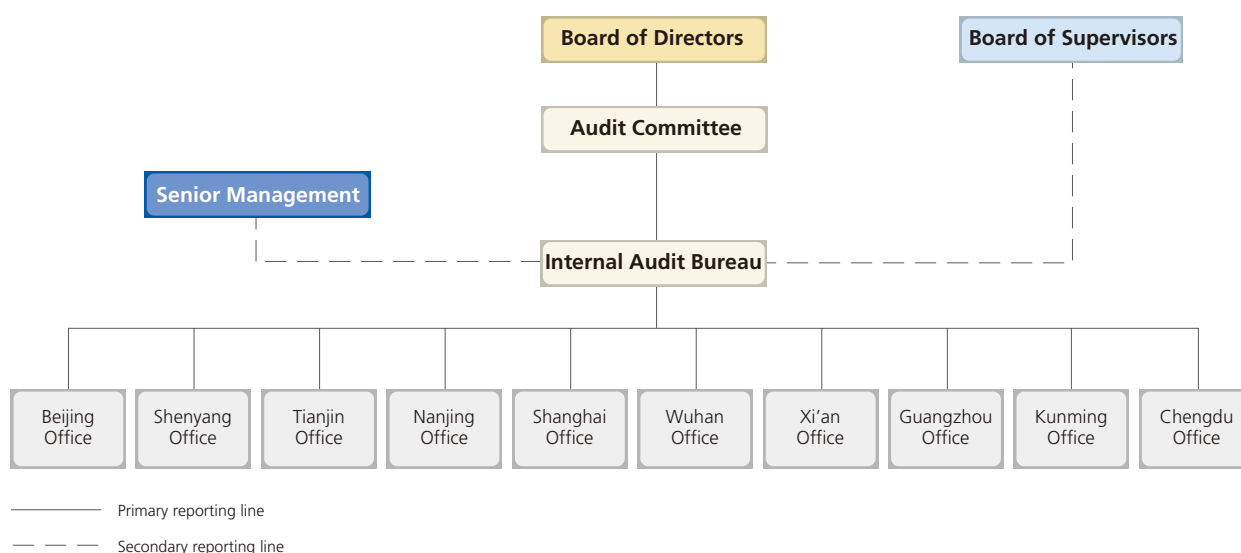 Board of Directors
Board of Supervisors
Audit Committee
Senior Management
Internal Audit Bureau
Beijing
Office
Shenyang
Office
Tianjin
Office
Nanjing
Office
Shanghai
Office
Wuhan
Office
Xi’an
Office
Guangzhou
Office
Kunming
Office
Chengdu
Office
Primary reporting line
Secondary reporting line